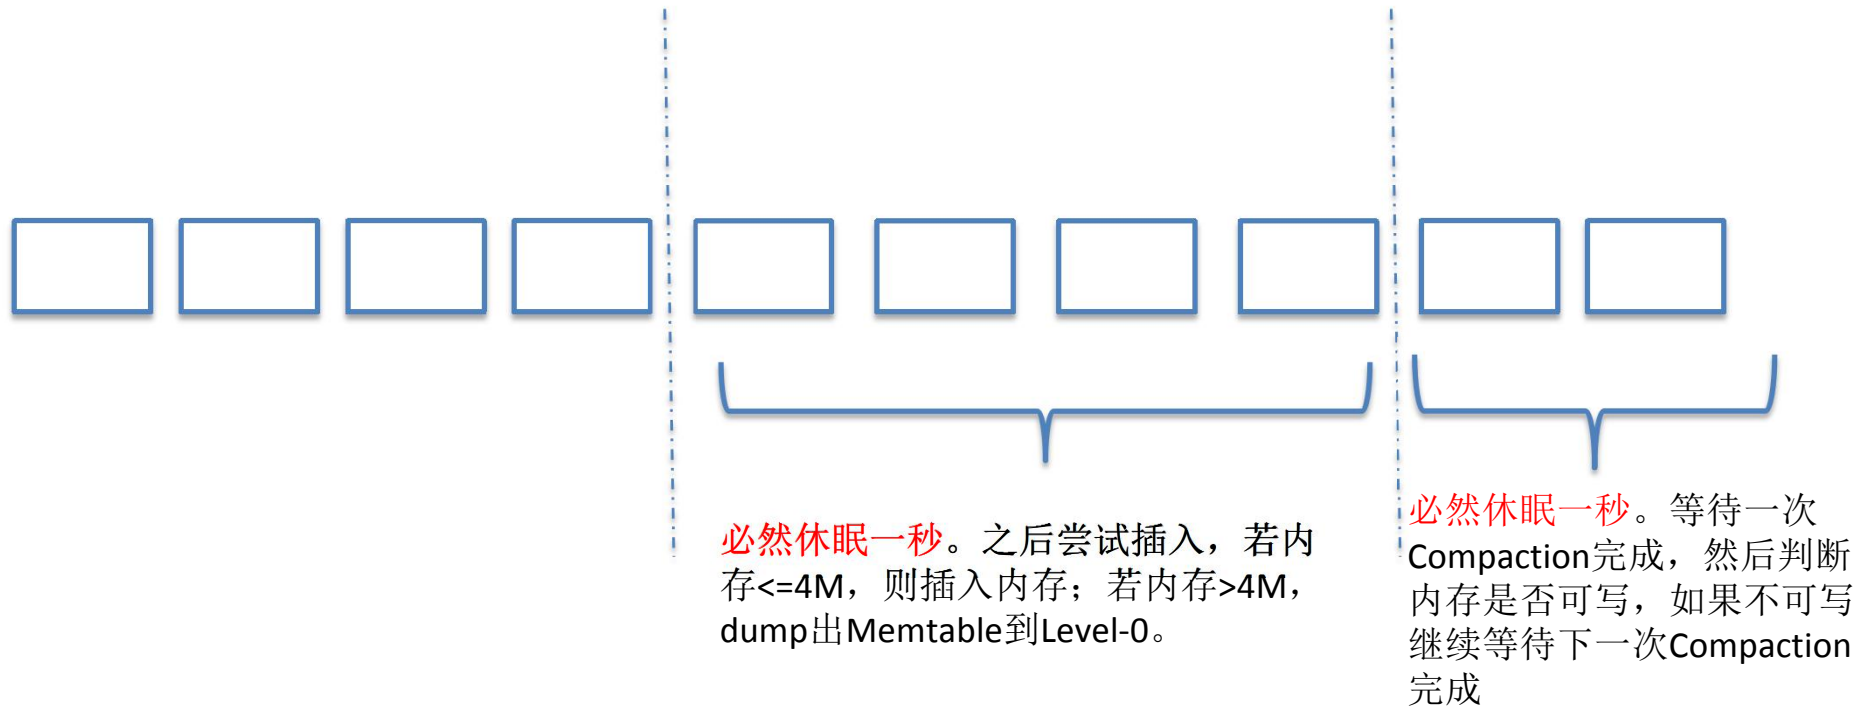 必然休眠一秒。之后尝试插入，若内
存<=4M，则插入内存；若内存>4M，
dump出Memtable到Level-0。
必然休眠一秒。等待一次
Compaction完成，然后判断
内存是否可写，如果不可写
继续等待下一次Compaction
完成